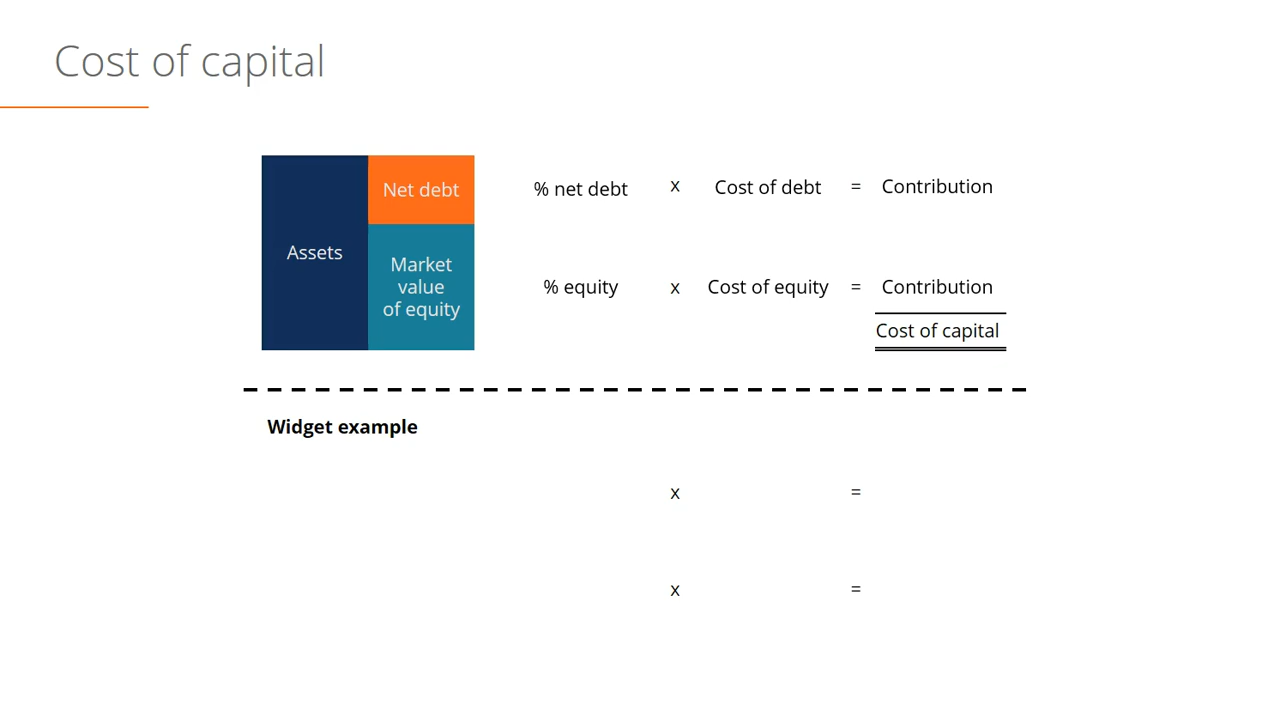 Cost of capital
Net debt
% net debt x Cost of debt = Contribution
Assets
Market
value
of equity
% equity x Cost of equity = Contribution
Cost of capital
Widget example
x =
x =